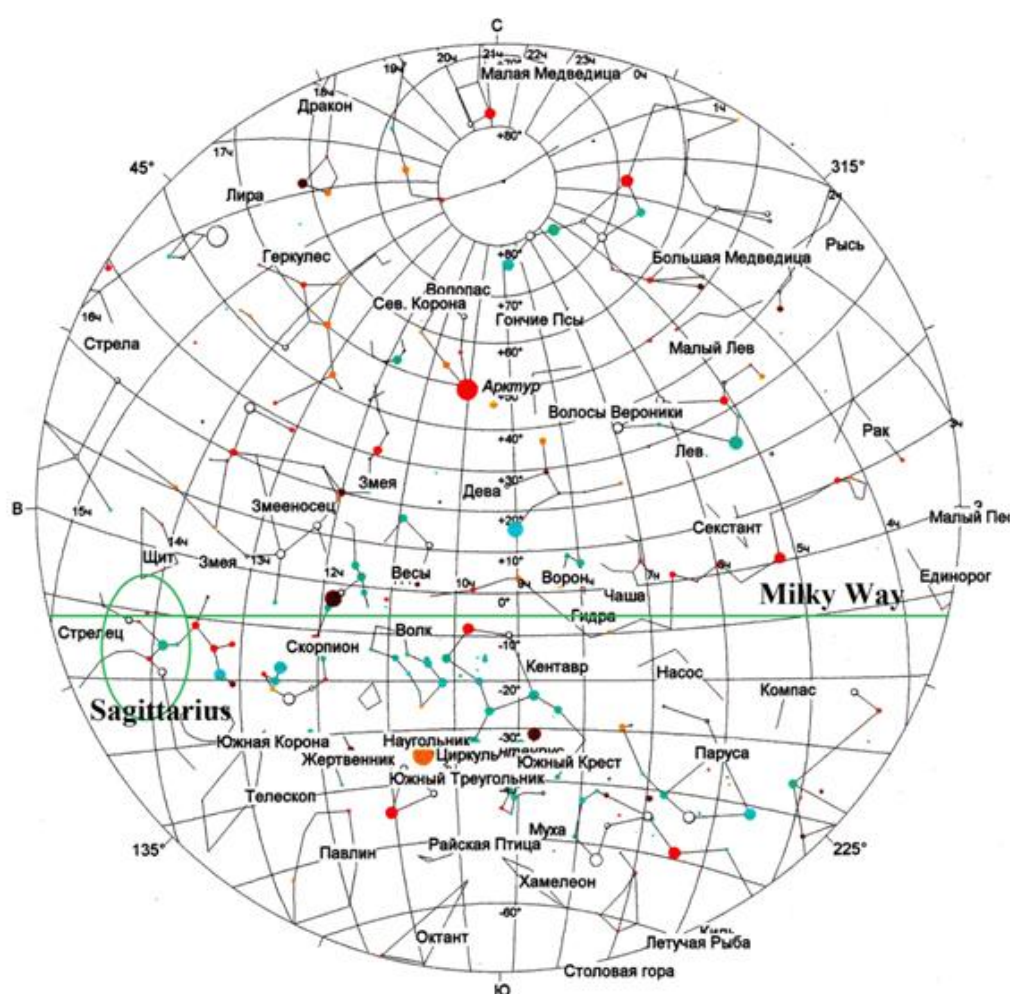 С
20ч 21ч 22ч 23ч
19ч +70° 0ч
Малая Медведица
18ч
Дракон 1ч
+80°
17ч
45° 315°
Лира 2ч
Рысь
Геркулес +80° Большая Медведица
Волопас
16ч Сев. Корона +70°
Гончие Псы
Стрела +60° Малый Лев
Арктур
+50° Волосы Вероники
3ч
+40° Лев Рак
Змея +30°
Змееносец Дева
В 15ч +20° Секстант 4ч З
Малый Пес
14ч
Щит Змея 13ч +10° 5ч
12ч Весы 10ч 9ч Ворон 7ч 6ч Единорог
0° Чаша Milky Way
Гидра
Стрелец Волк
Скорпион -10° Кентавр
Насос
-20° Компас
Sagittarius
Южная Корона Наугольник -30° Паруса
Жертвенник Циркуль Южный Крест
Южный Треугольник
Телескоп
Муха
135° Павлин Райская Птица 225°
Хамелеон
-60°
Октант Киль
Летучая Рыба
Столовая гора
Ю